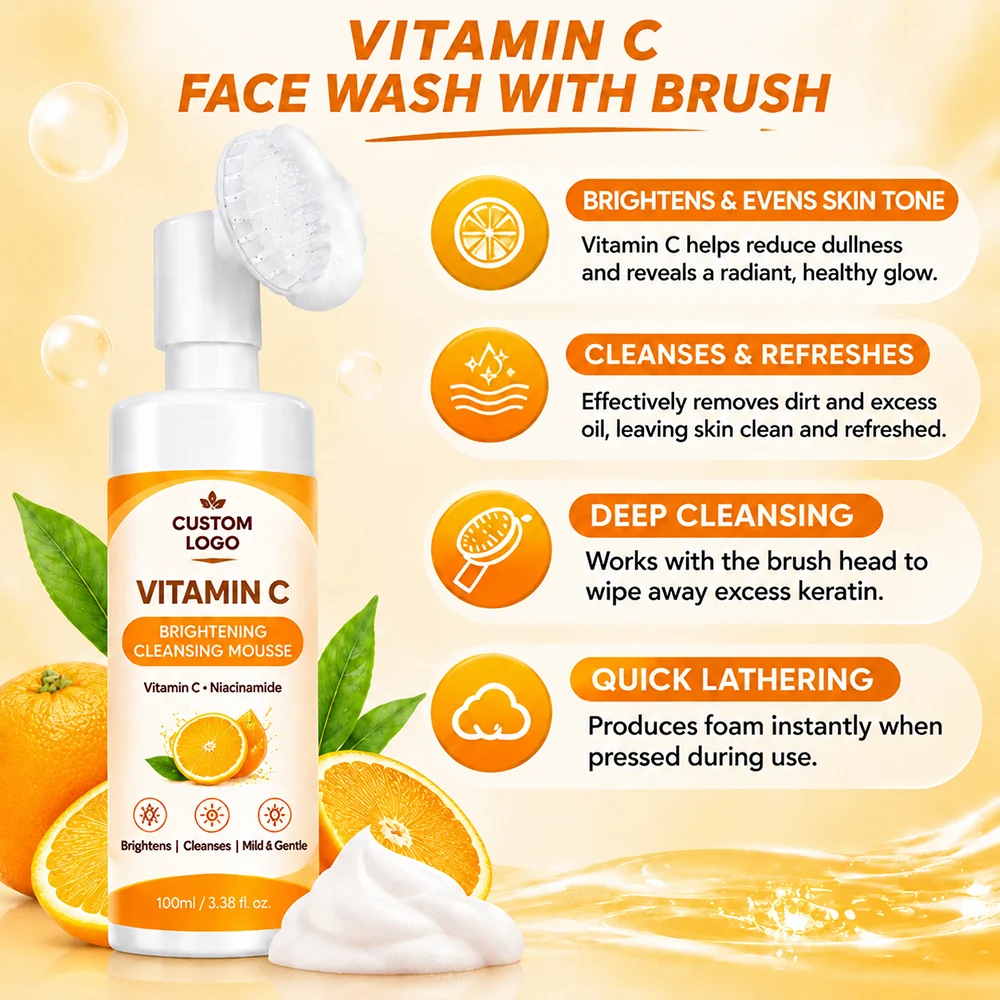 VITAMIN C
FACE WASH WITH BRUSH
BRIGHTENS & EVENS SKIN TONE
Vitamin C helps reduce dullness
and reveals a radiant, healthy glow.
CLEANSES & REFRESHES
Effectively removes dirt and excess
oil, leaving skin clean and refreshed.
DEEP CLEANSING
Works with the brush head to
wipe away excess keratin.
QUICK LATHERING
Produces foam instantly when
pressed during use.
CUSTOM
LOGO
VITAMIN C
BRIGHTENING
CLEANSING MOUSSE
Vitamin C • Niacinamide
Brightens | Cleanses | Mild & Gentle
100ml / 3.38 fl. oz.